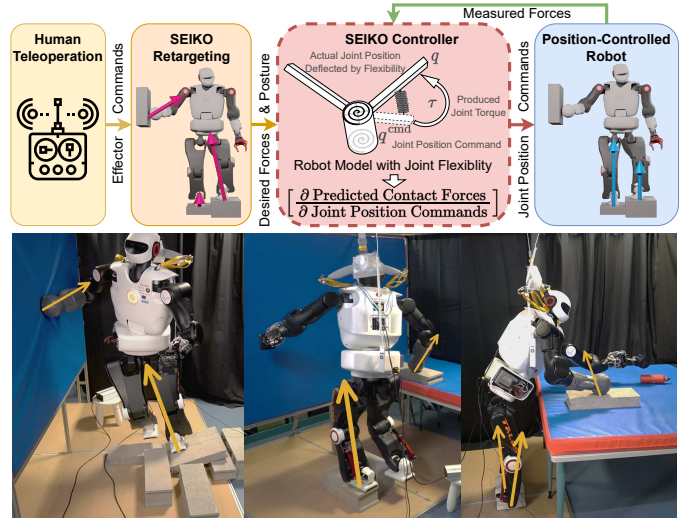 Measured Forces
Human
Teleoperation
Effector Commands
SEIKO
Retargeting
Desired Forces & Posture
SEIKO Controller
Actual Joint Position
Deflected by Flexibility
q
τ
Produced
Joint Torque
q^cmd
Joint Position Command
Robot Model with Joint Flexiblity
[∂ Predicted Contact Forces
∂ Joint Position Commands]
Joint Position Commands
Position-Controlled
Robot